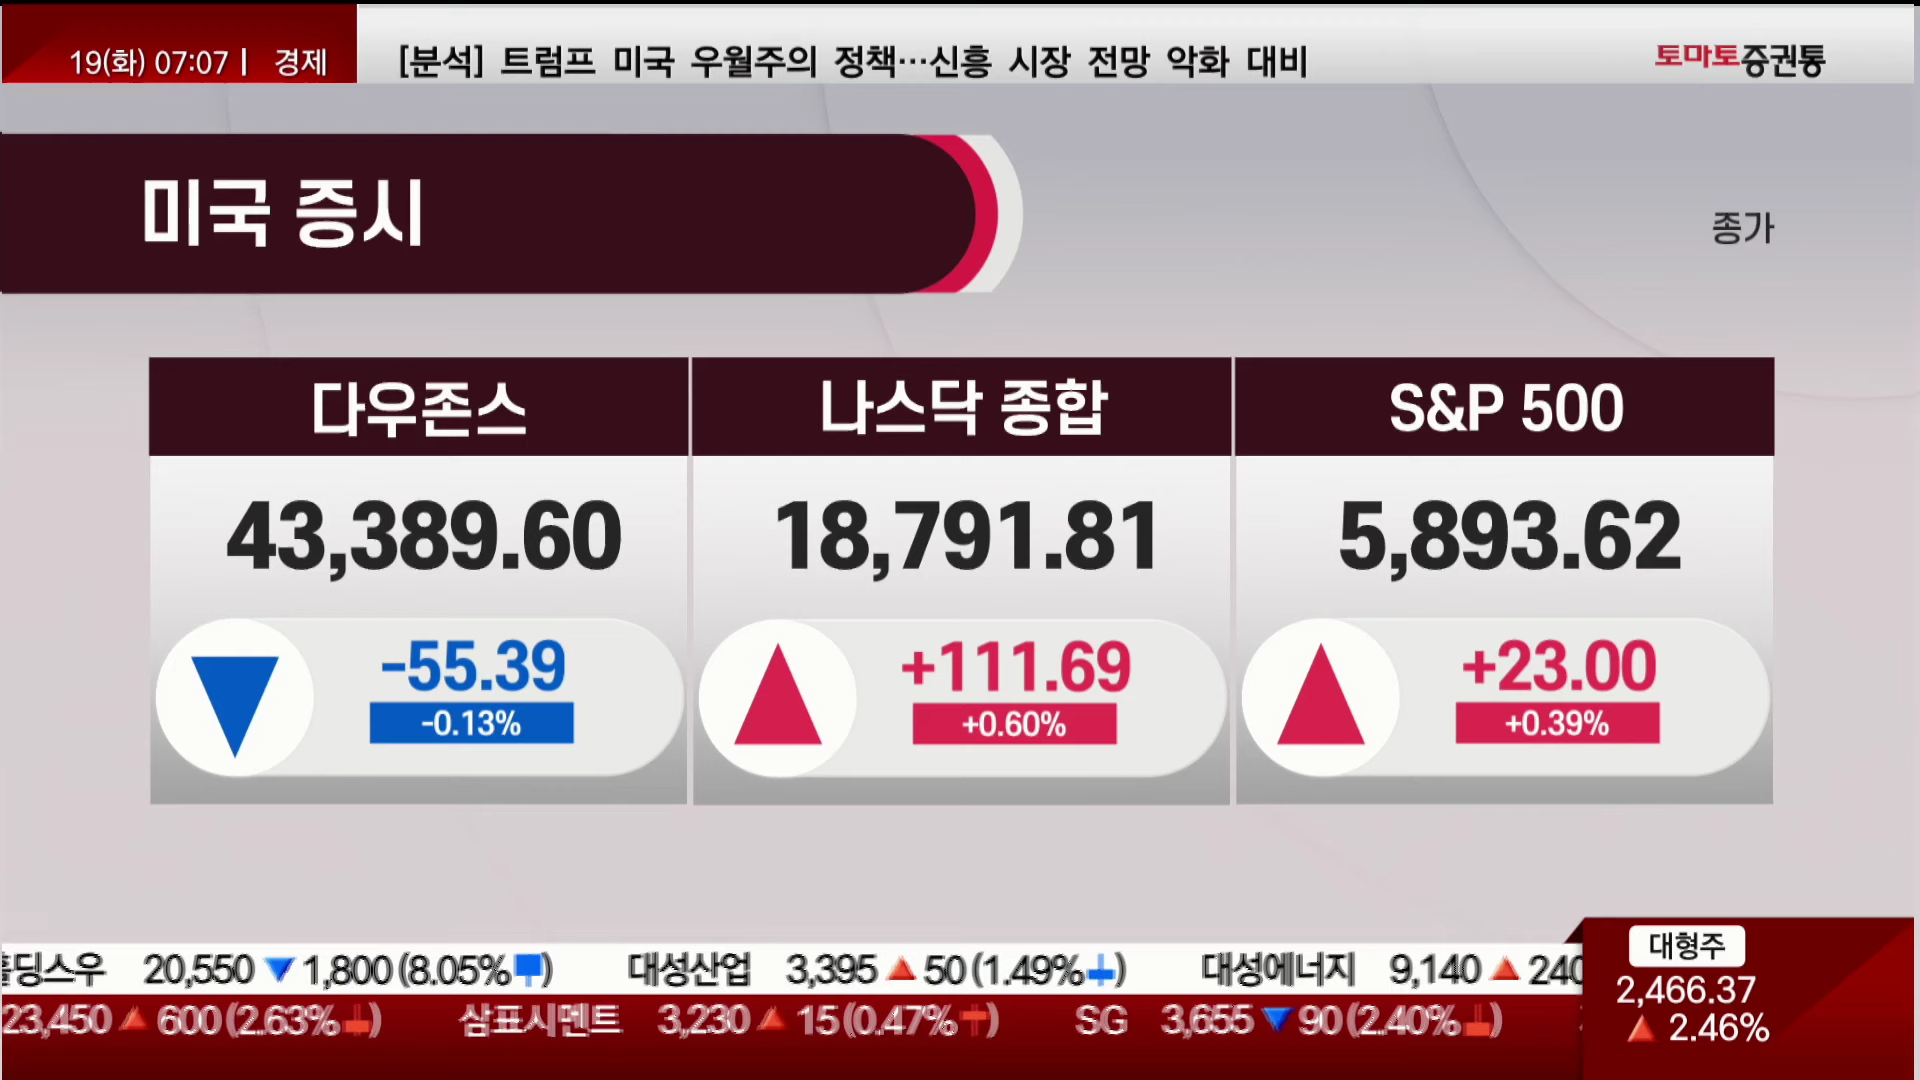 19(화) 07:07 | 경제
[분석] 트럼프 미국 우월주의 정책…신흥 시장 전망 악화 대비
토마토증권통
미국 증시
종가
다우존스 나스닥 종합 S&P 500
43,389.60 18,791.81 5,893.62
-55.39 +111.69 +23.00
-0.13% +0.60% +0.39%
홀딩스우 20,550 ▼ 1,800 (8.05%) 대성산업 3,395 ▲ 50 (1.49%) 대성에너지 9,140 ▲ 240
23,450 ▲ 600 (2.63%) 삼표시멘트 3,230 ▲ 15 (0.47%) SG 3,655 ▼ 90 (2.40%)
대형주
2,466.37
▲ 2.46%